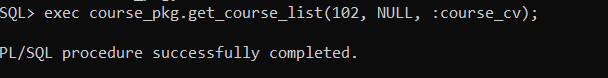 SQL> exec course_pkg.get_course_list(102, NULL, :course_cv);
PL/SQL procedure successfully completed.